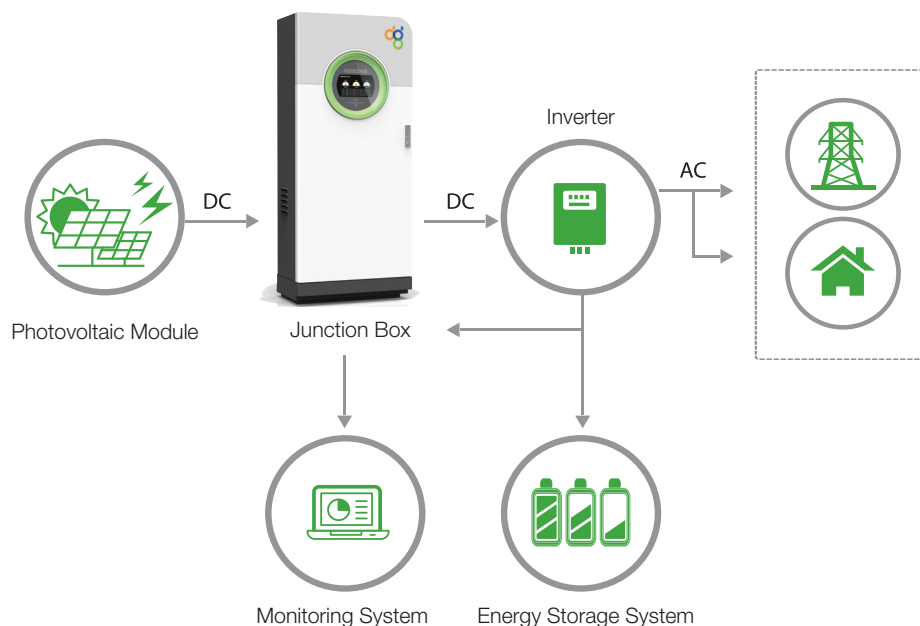 Inverter
AC
DC
DC
Photovoltaic Module
Junction Box
Monitoring System
Energy Storage System